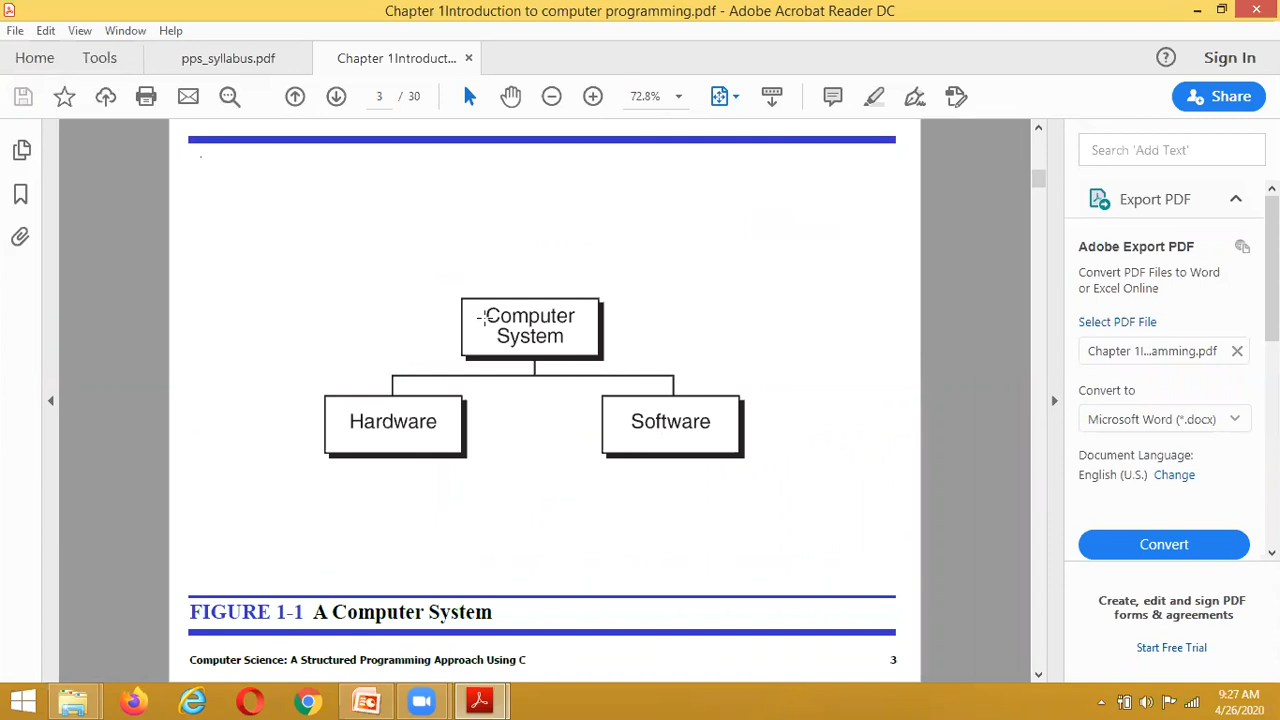 Chapter 1Introduction to computer programming.pdf - Adobe Acrobat Reader DC
File Edit View Window Help
Home Tools pps_syllabus.pdf Chapter 1Introduct... × Sign In
3 / 30 72.8% Share
Search 'Add Text'
Export PDF
Adobe Export PDF
Convert PDF Files to Word
or Excel Online
Select PDF File
Chapter 1I...amming.pdf
Convert to
Microsoft Word (*.docx)
Document Language:
English (U.S.) Change
Convert
Create, edit and sign PDF
forms & agreements
Start Free Trial
Computer
System
Hardware Software
FIGURE 1-1 A Computer System
Computer Science: A Structured Programming Approach Using C 3
9:27 AM
4/26/2020